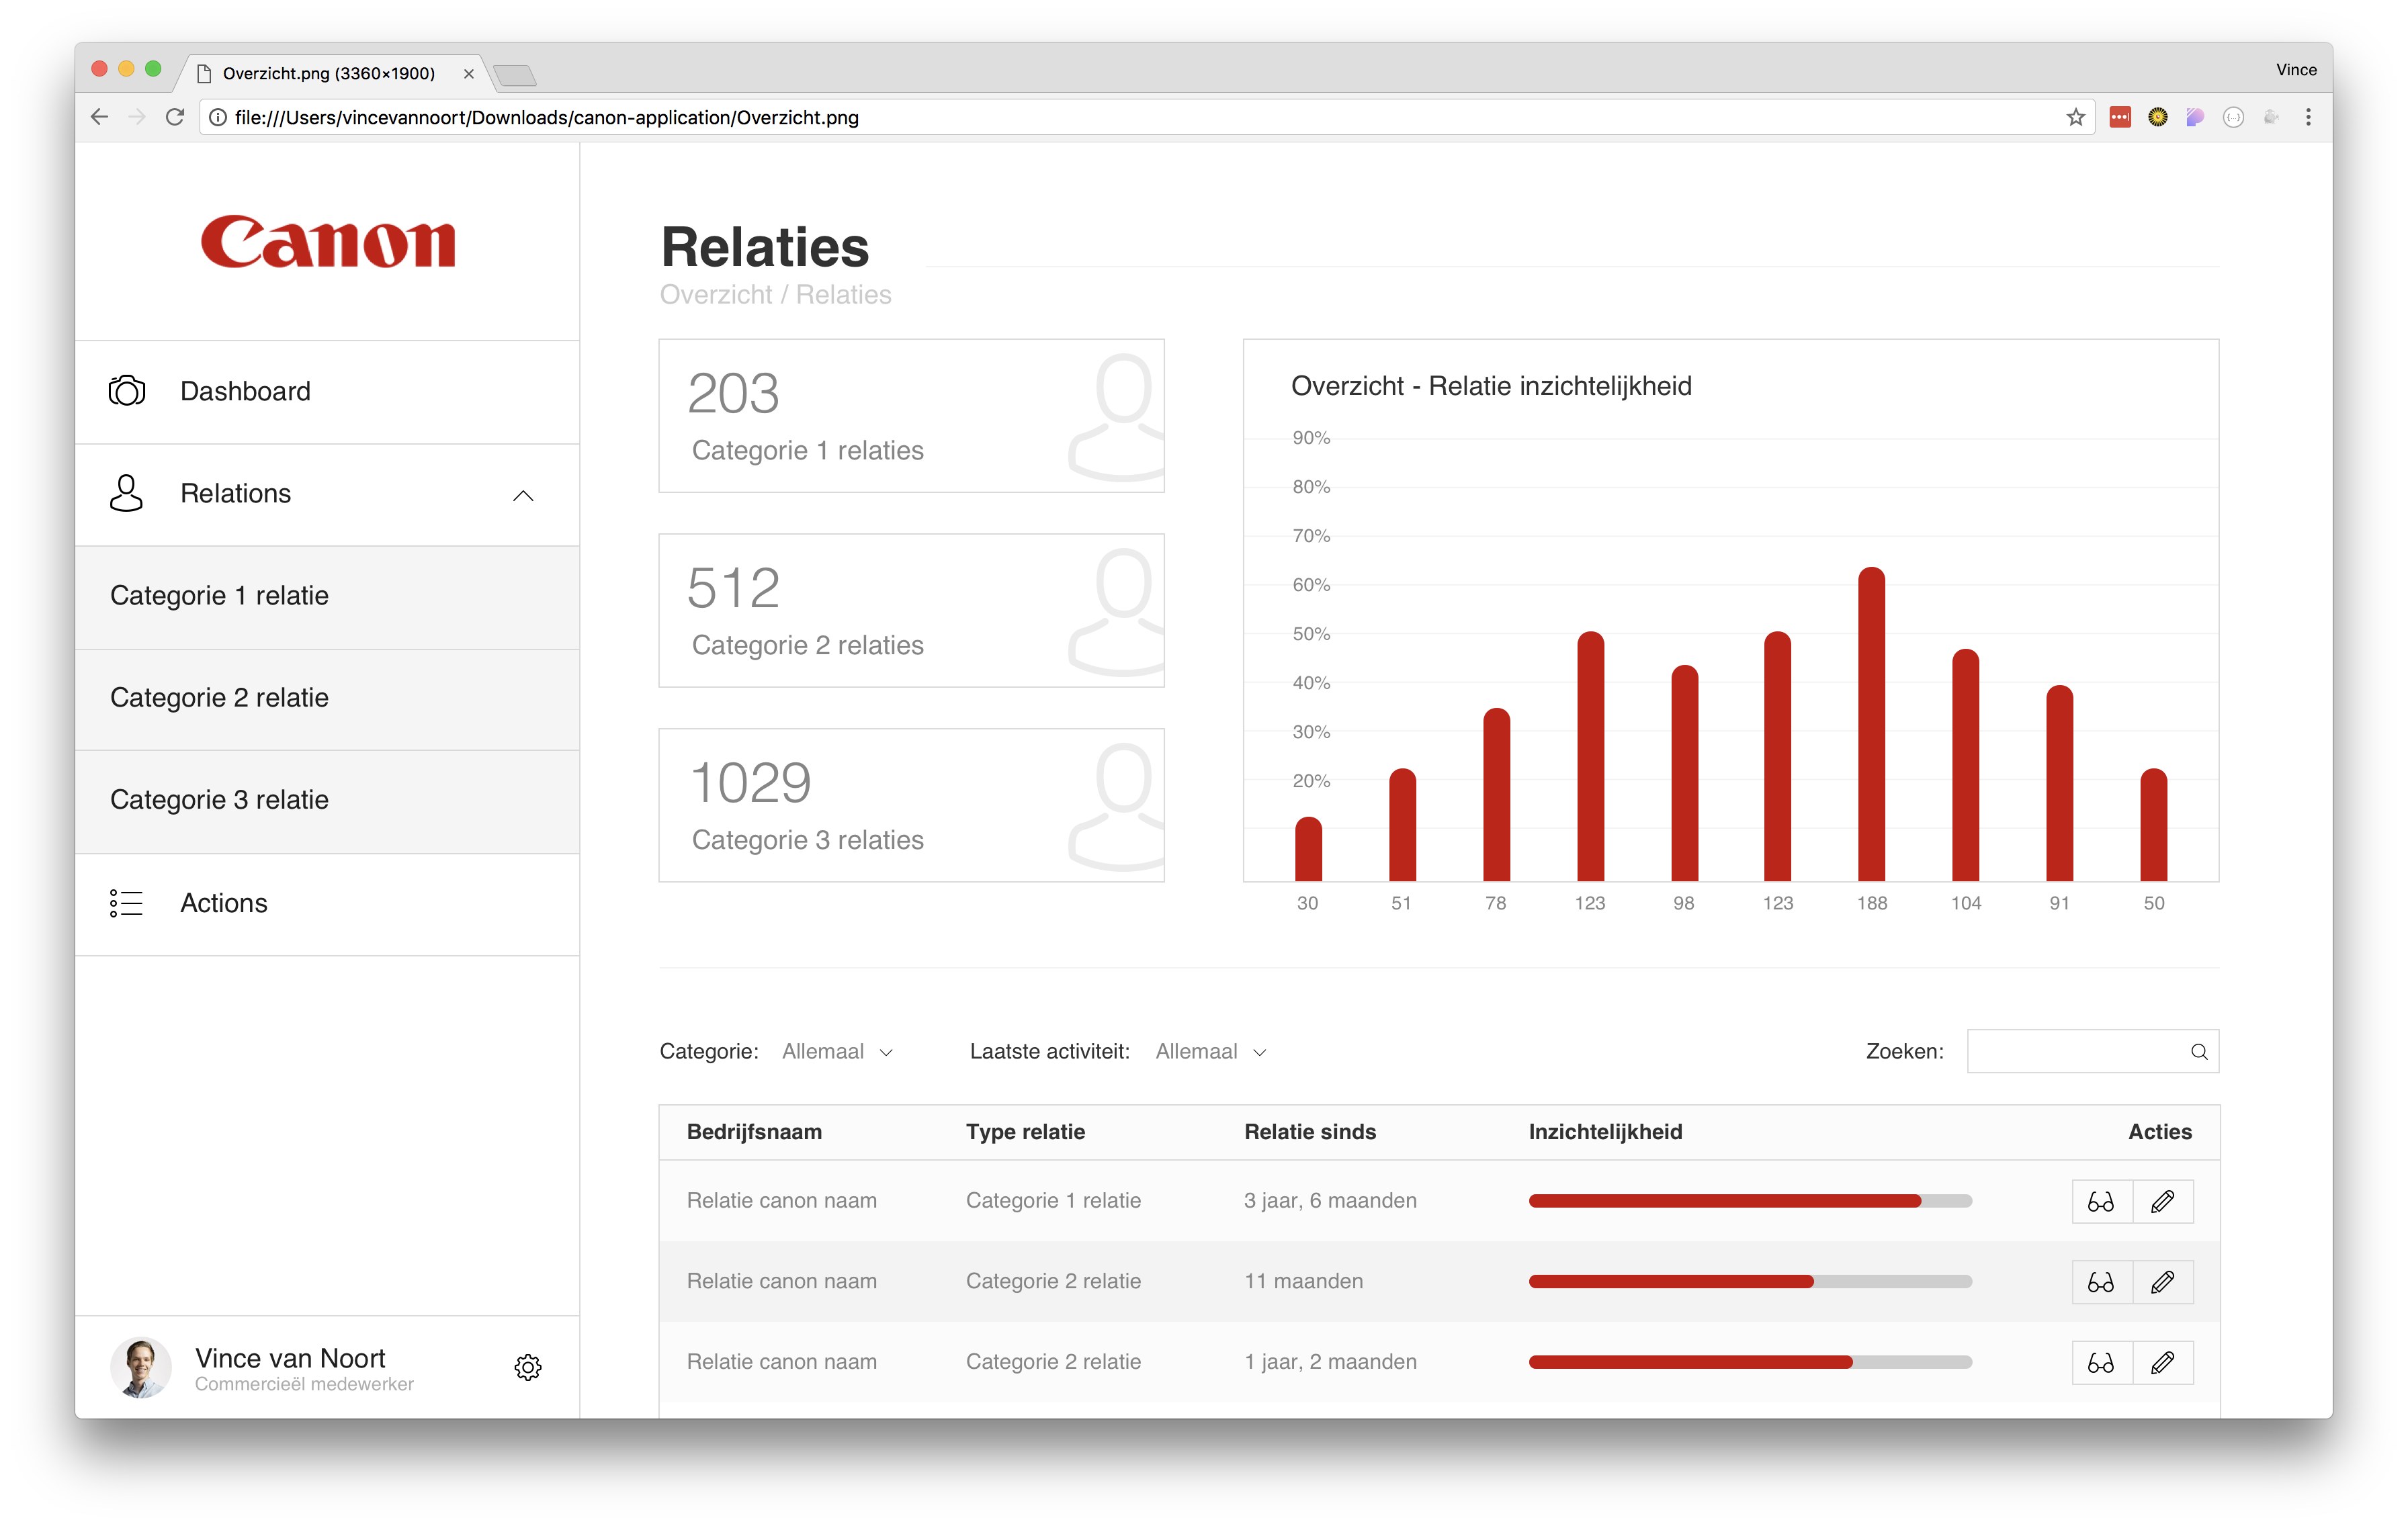 Overzicht.png (3360×1900)
Vince
file:///Users/vincevannoort/Downloads/canon-application/Overzicht.png
Canon
Dashboard
Relations
Categorie 1 relatie
Categorie 2 relatie
Categorie 3 relatie
Actions
Vince van Noort
Commercieël medewerker
Relaties
Overzicht / Relaties
203
Categorie 1 relaties
512
Categorie 2 relaties
1029
Categorie 3 relaties
Overzicht - Relatie inzichtelijkheid
90%
80%
70%
60%
50%
40%
30%
20%
30 51 78 123 98 123 188 104 91 50
Categorie: Allemaal Laatste activiteit: Allemaal Zoeken:
Bedrijfsnaam Type relatie Relatie sinds Inzichtelijkheid Acties
Relatie canon naam Categorie 1 relatie 3 jaar, 6 maanden
Relatie canon naam Categorie 2 relatie 11 maanden
Relatie canon naam Categorie 2 relatie 1 jaar, 2 maanden